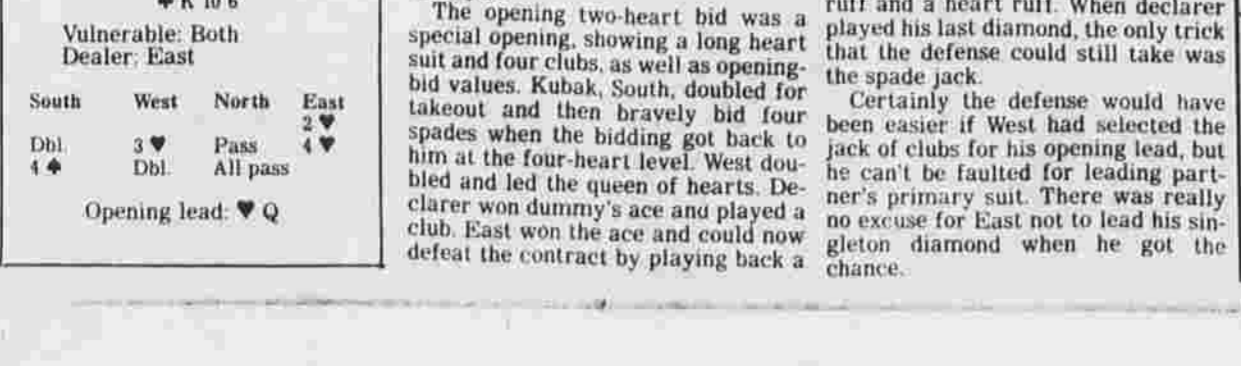 ♠ K 10 6
Vulnerable: Both
Dealer: East
South West North East
2 ♥
Dbl. 3 ♥ Pass 4 ♥
4 ♠ Dbl. All pass
Opening lead: ♥ Q
The opening two-heart bid was a
special opening, showing a long heart
suit and four clubs, as well as opening-
bid values. Kubak, South, doubled for
takeout and then bravely bid four
spades when the bidding got back to
him at the four-heart level. West dou-
bled and led the queen of hearts. De-
clarer won dummy's ace and played a
club. East won the ace and could now
defeat the contract by playing back a
ruff and a heart ruff. When declarer
played his last diamond, the only trick
that the defense could still take was
the spade jack.
Certainly the defense would have
been easier if West had selected the
jack of clubs for his opening lead, but
he can't be faulted for leading part-
ner's primary suit. There was really
no excuse for East not to lead his sin-
gleton diamond when he got the
chance.